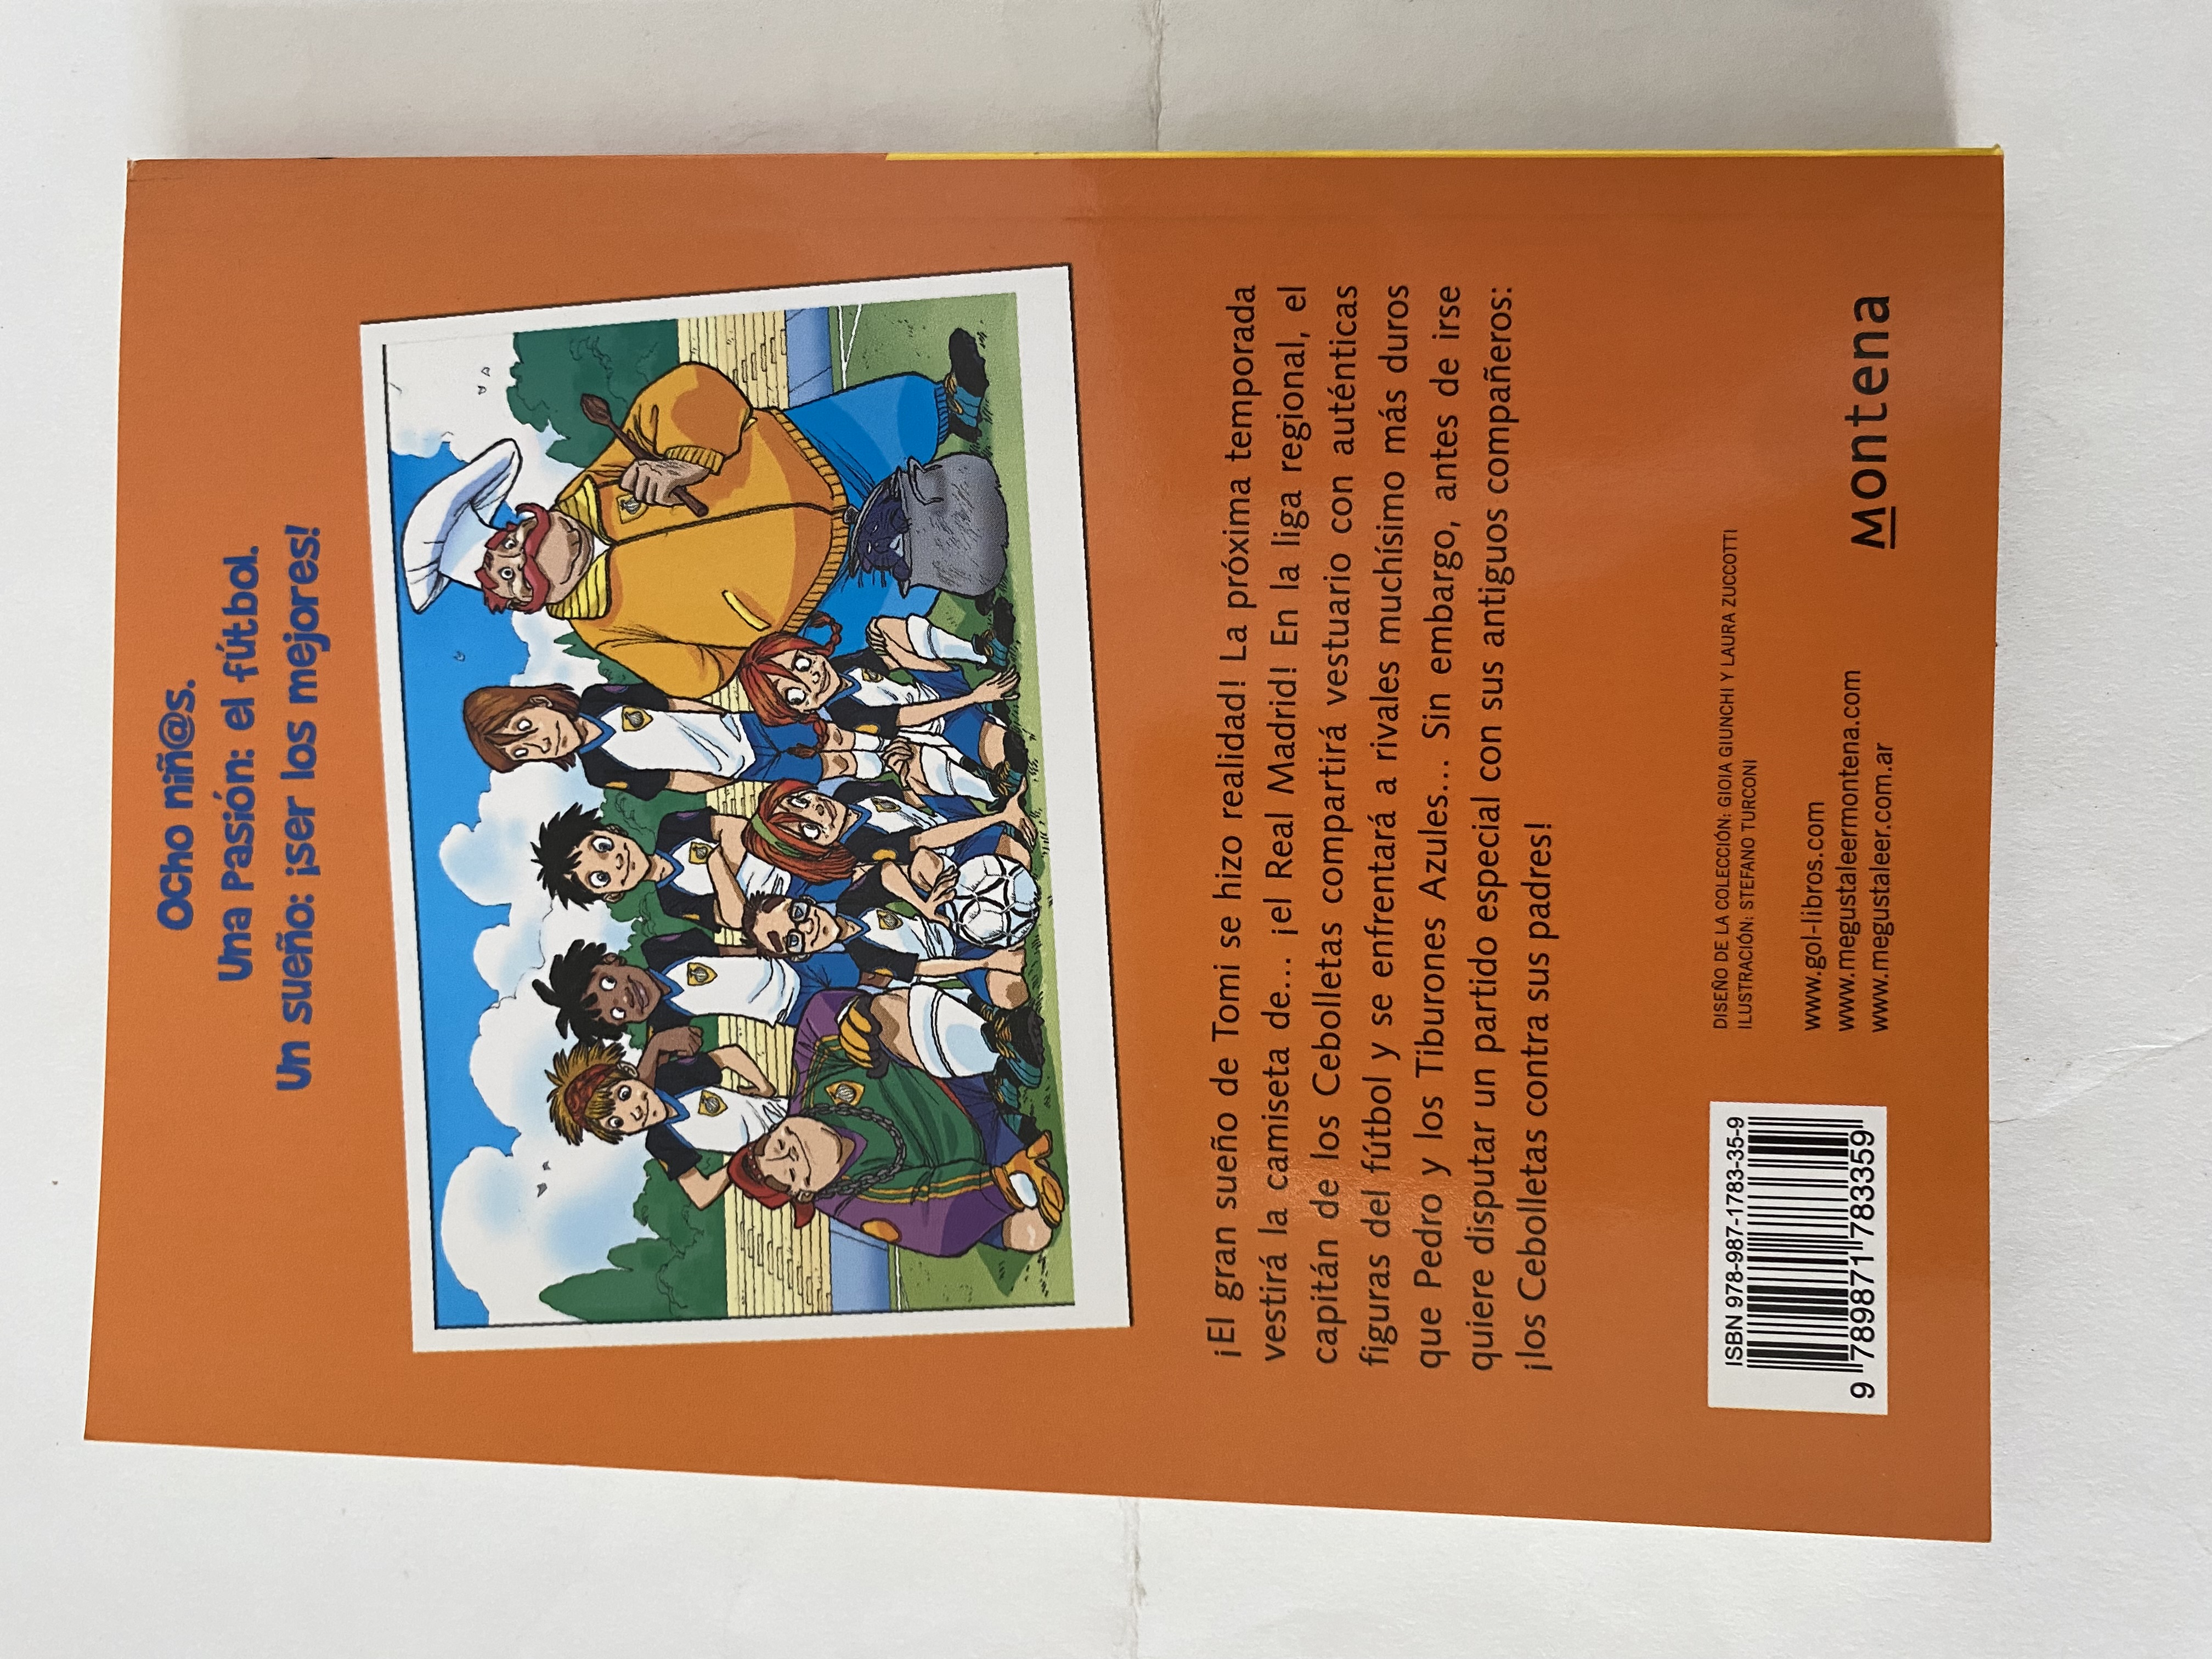 Ocho niñ@s.
Una pasión: el fútbol.
Un sueño: ¡ser los mejores!
¡El gran sueño de Tomi se hizo realidad! La próxima temporada
vestirá la camiseta de... ¡el Real Madrid! En la liga regional, el
capitán de los Cebolletas compartirá vestuario con auténticas
figuras del fútbol y se enfrentará a rivales muchísimo más duros
que Pedro y los Tiburones Azules... Sin embargo, antes de irse
quiere disputar un partido especial con sus antiguos compañeros:
¡los Cebolletas contra sus padres!
ISBN 978-987-1783-35-9
9 789871 783359
DISEÑO DE LA COLECCIÓN: GIOIA GIUNCHI Y LAURA ZUCCOTTI
ILUSTRACIÓN: STEFANO TURCONI
www.gol-libros.com
www.megustaleermontena.com
www.megustaleer.com.ar
Montena